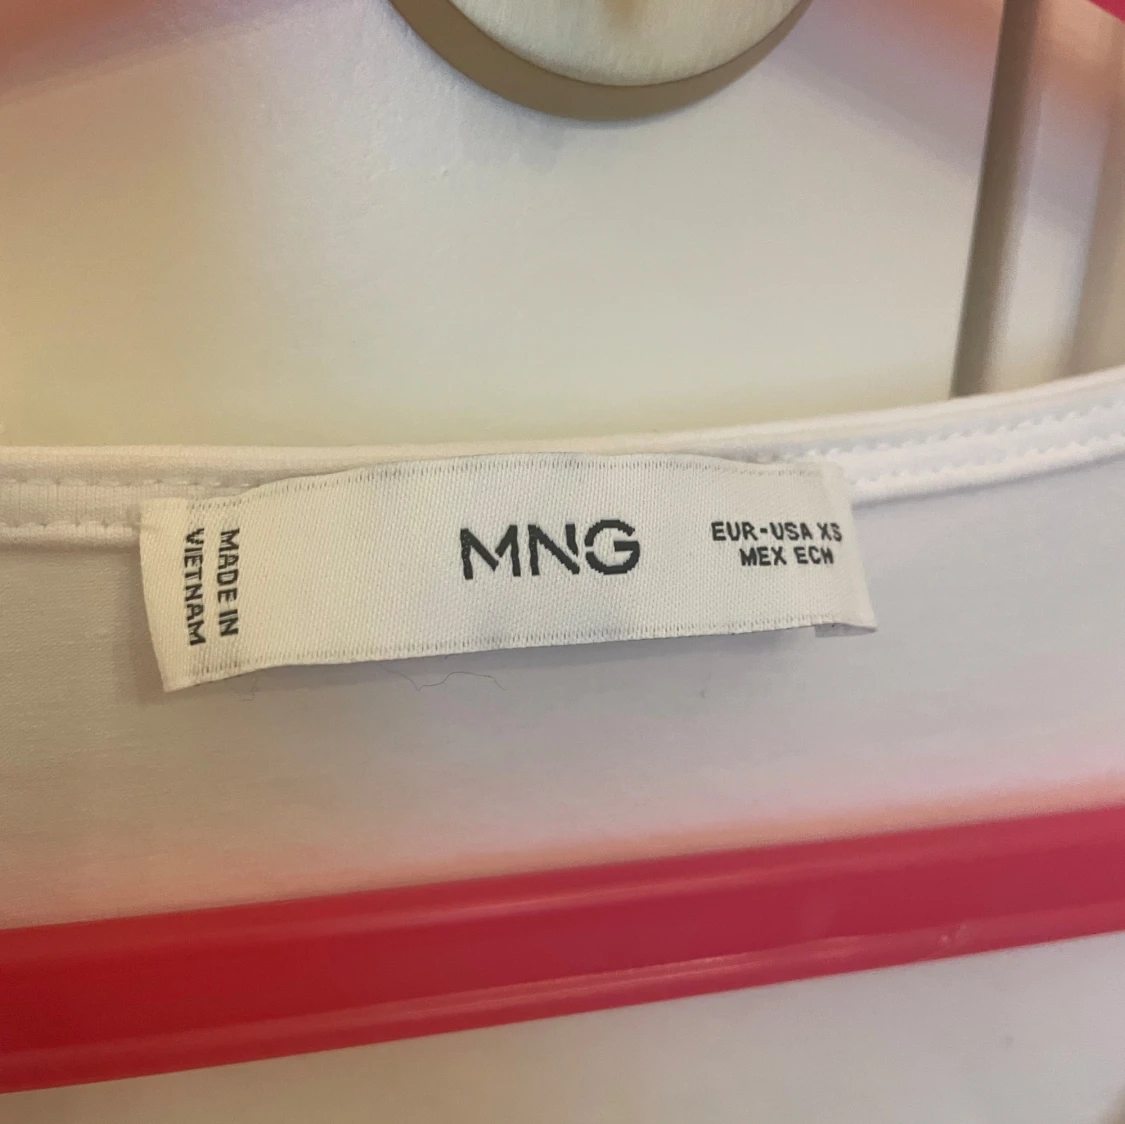 MADE IN
VIETNAM
MNG
EUR-USA XS
MEX ECH